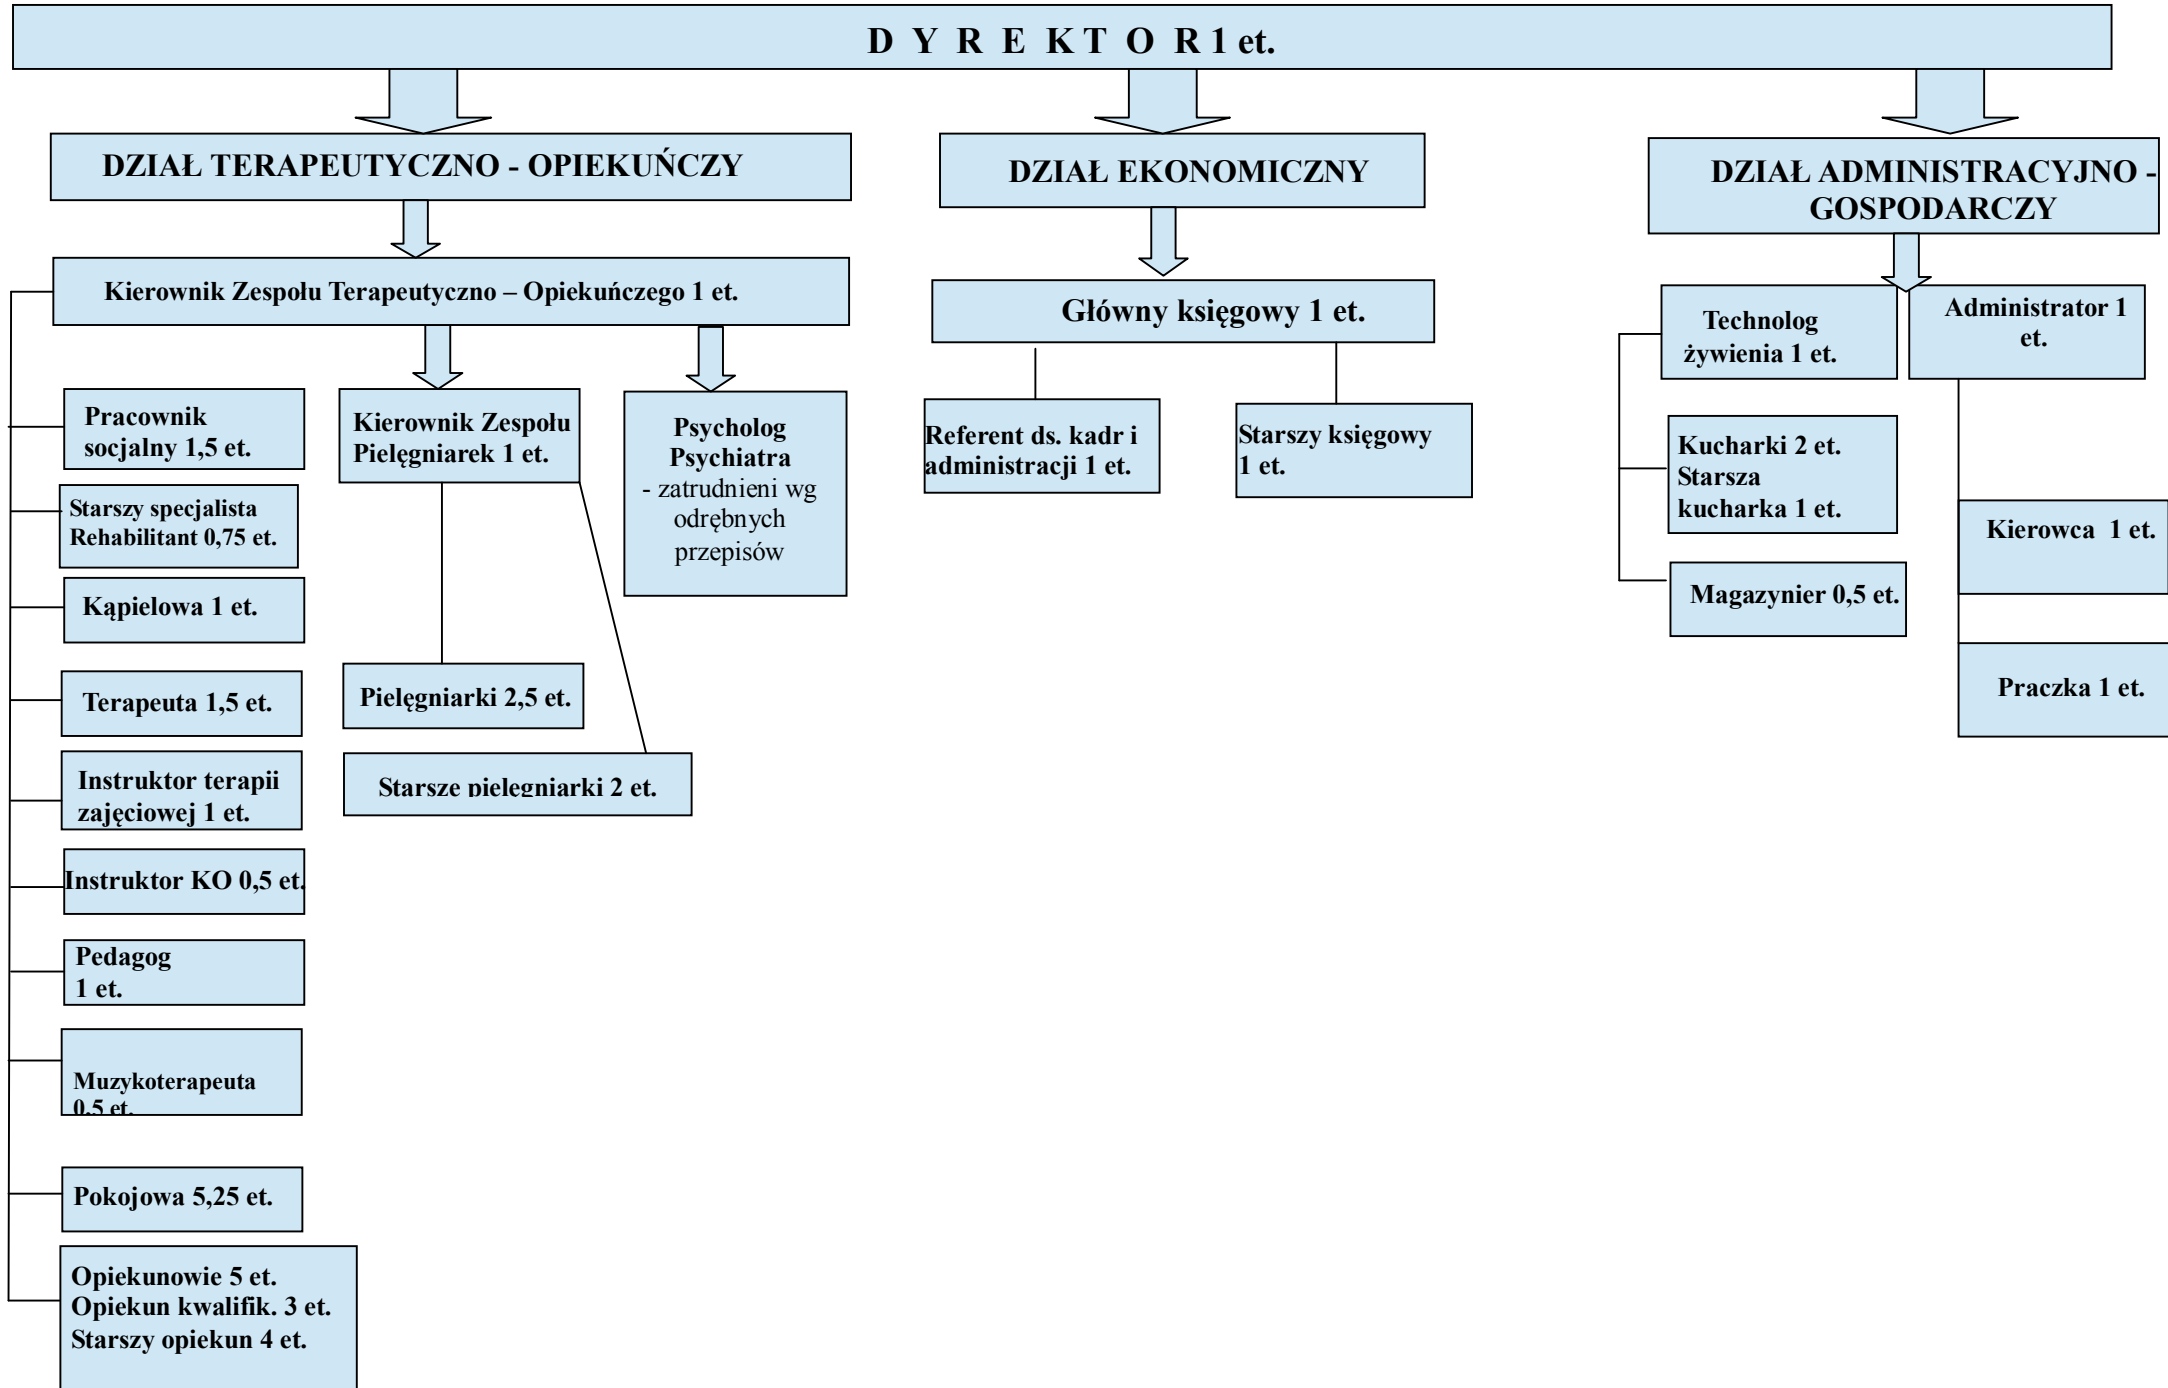 D Y R E K T O R 1 et.
DZIAŁ TERAPEUTYCZNO - OPIEKUŃCZY
Kierownik Zespołu Terapeutyczno – Opiekuńczego 1 et.
Pracownik
socjalny 1,5 et.
Starszy specjalista
Rehabilitant 0,75 et.
Kąpielowa 1 et.
Terapeuta 1,5 et.
Instruktor terapii
zajęciowej 1 et.
Instruktor KO 0,5 et.
Pedagog
1 et.
Muzykoterapeuta
0,5 et.
Pokojowa 5,25 et.
Opiekunowie 5 et.
Opiekun kwalifik. 3 et.
Starszy opiekun 4 et.
Kierownik Zespołu
Pielęgniarek 1 et.
Pielęgniarki 2,5 et.
Starsze pielęgniarki 2 et.
Psycholog
Psychiatra
- zatrudnieni wg
odrębnych
przepisów
DZIAŁ EKONOMICZNY
Główny księgowy 1 et.
Referent ds. kadr i
administracji 1 et.
Starszy księgowy
1 et.
DZIAŁ ADMINISTRACYJNO -
GOSPODARCZY
Technolog
żywienia 1 et.
Kucharki 2 et.
Starsza
kucharka 1 et.
Magazynier 0,5 et.
Administrator 1
et.
Kierowca 1 et.
Praczka 1 et.